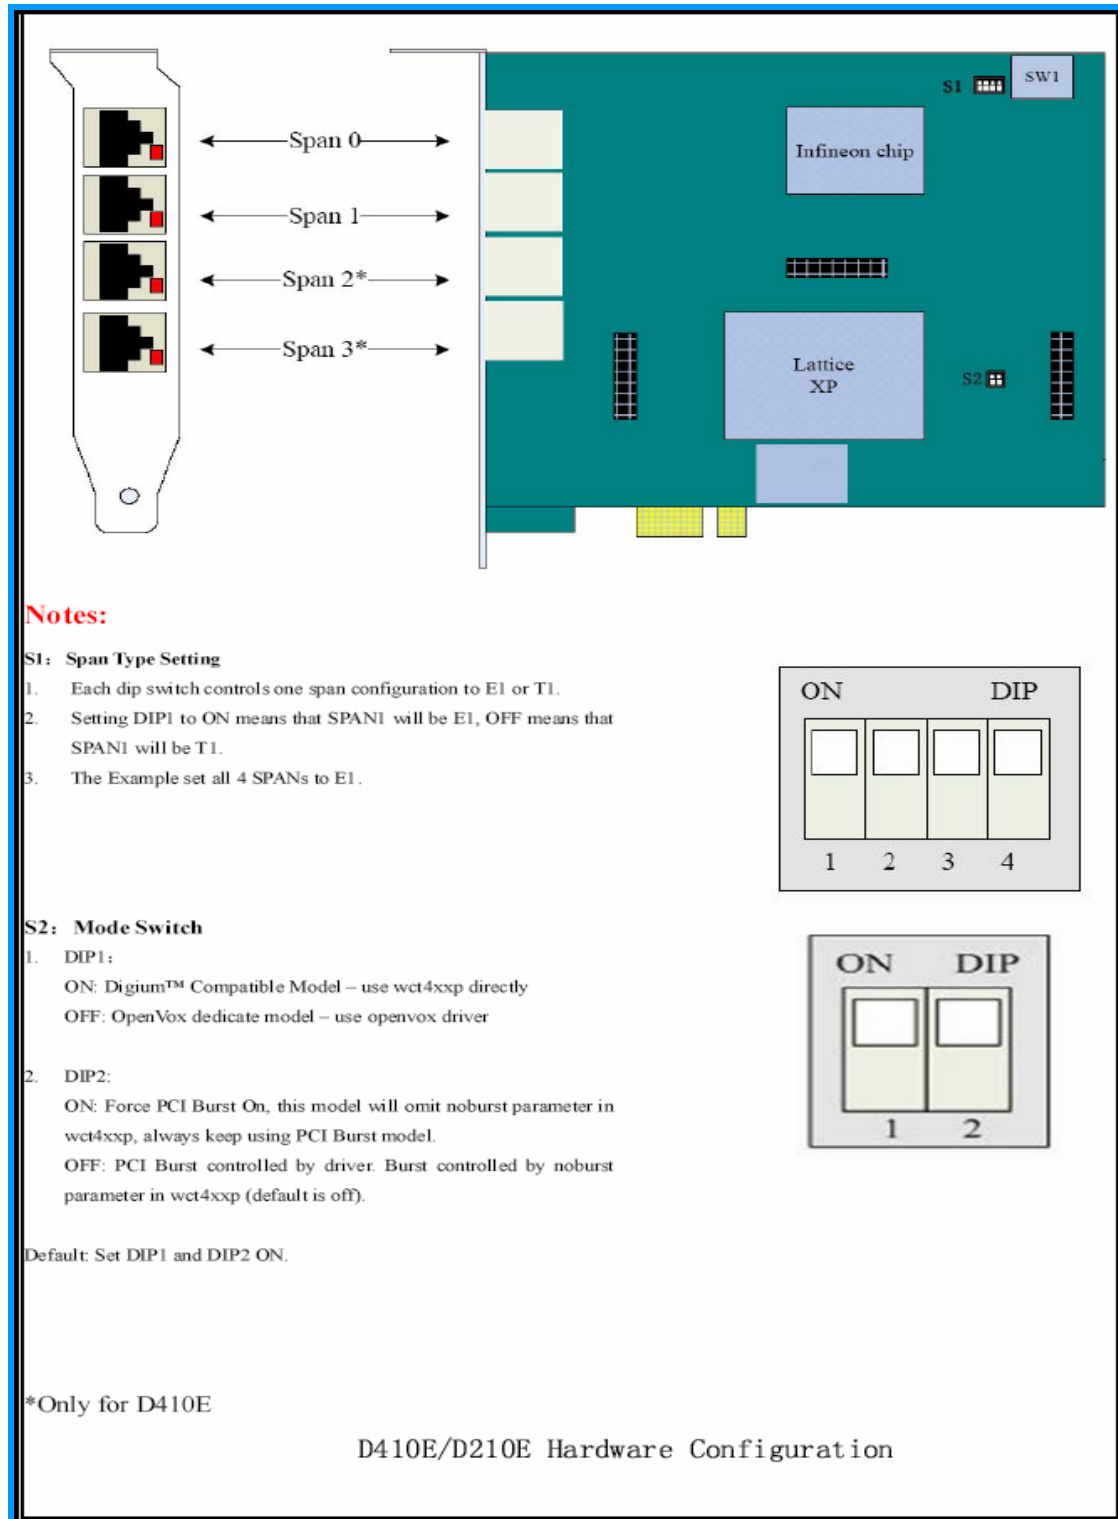 S1
SW1
Span 0
Infineon chip
Span 1
Span 2*
Span 3*
Lattice
XP
S2
Notes:
S1: Span Type Setting
1. Each dip switch controls one span configuration to E1 or T1.
2. Setting DIP1 to ON means that SPAN1 will be E1, OFF means that
SPAN1 will be T1.
3. The Example set all 4 SPANs to E1.
ON DIP
1 2 3 4
S2: Mode Switch
1. DIP1:
ON: Digium™ Compatible Model – use wct4xxp directly
OFF: OpenVox dedicate model – use openvox driver
2. DIP2:
ON: Force PCI Burst On, this model will omit noburst parameter in
wct4xxp, always keep using PCI Burst model.
OFF: PCI Burst controlled by driver. Burst controlled by noburst
parameter in wct4xxp (default is off).
ON DIP
1 2
Default: Set DIP1 and DIP2 ON.
*Only for D410E
D410E/D210E Hardware Configuration